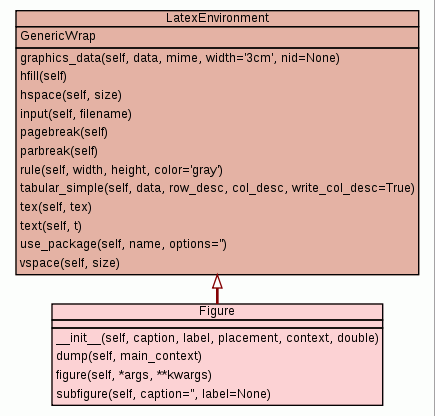 LatexEnvironment
GenericWrap
graphics_data(self, data, mime, width='3cm', nid=None)
hfill(self)
hspace(self, size)
input(self, filename)
pagebreak(self)
parbreak(self)
rule(self, width, height, color='gray')
tabular_simple(self, data, row_desc, col_desc, write_col_desc=True)
tex(self, tex)
text(self, t)
use_package(self, name, options='')
vspace(self, size)
Figure
__init__(self, caption, label, placement, context, double)
dump(self, main_context)
figure(self, *args, **kwargs)
subfigure(self, caption='', label=None)